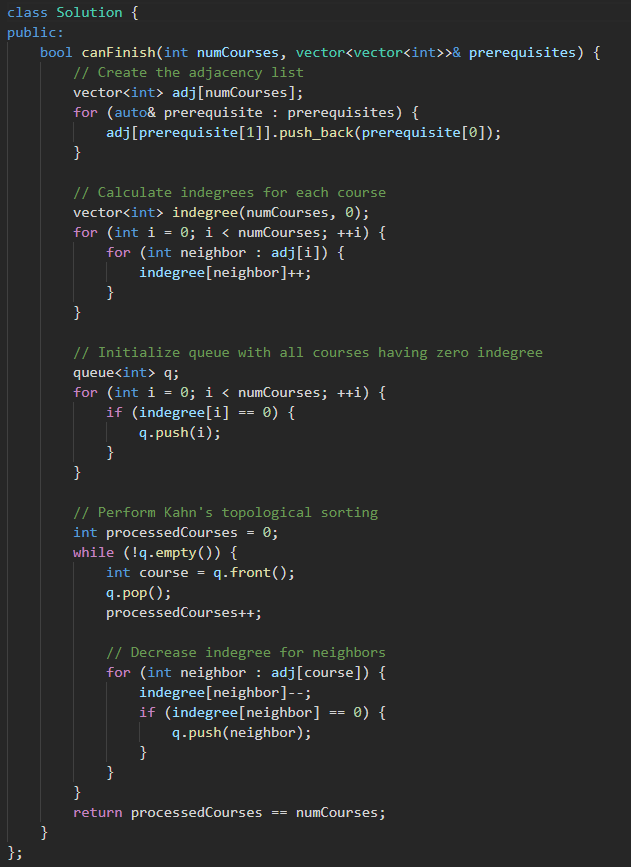 class Solution {
public:
    bool canFinish(int numCourses, vector<vector<int>>& prerequisites) {
        // Create the adjacency list
        vector<int> adj[numCourses];
        for (auto& prerequisite : prerequisites) {
            adj[prerequisite[1]].push_back(prerequisite[0]);
        }

        // Calculate indegrees for each course
        vector<int> indegree(numCourses, 0);
        for (int i = 0; i < numCourses; ++i) {
            for (int neighbor : adj[i]) {
                indegree[neighbor]++;
            }
        }

        // Initialize queue with all courses having zero indegree
        queue<int> q;
        for (int i = 0; i < numCourses; ++i) {
            if (indegree[i] == 0) {
                q.push(i);
            }
        }

        // Perform Kahn's topological sorting
        int processedCourses = 0;
        while (!q.empty()) {
            int course = q.front();
            q.pop();
            processedCourses++;

            // Decrease indegree for neighbors
            for (int neighbor : adj[course]) {
                indegree[neighbor]--;
                if (indegree[neighbor] == 0) {
                    q.push(neighbor);
                }
            }
        }
        return processedCourses == numCourses;
    }
};